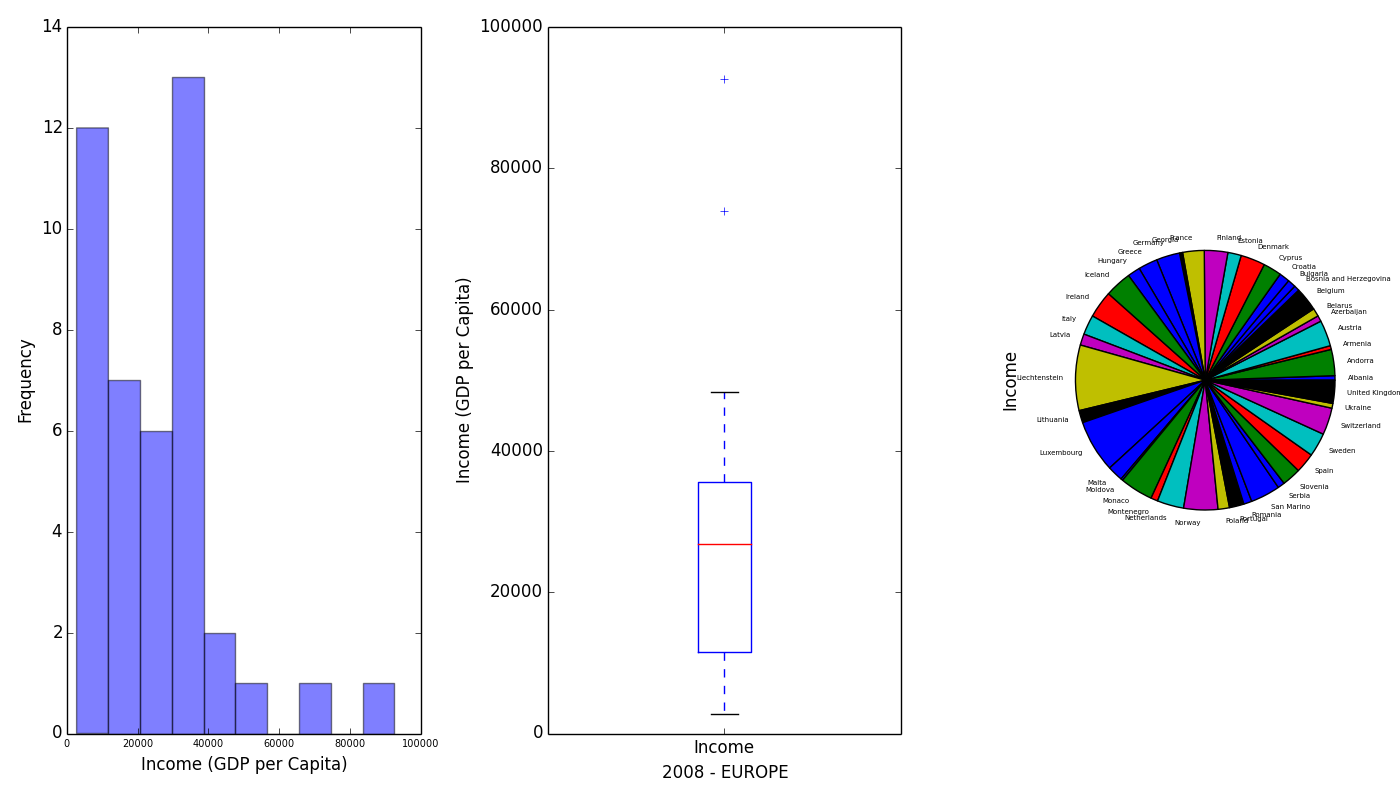 14
12
10
8
6
4
2
0
Frequency
0 20000 40000 60000 80000 100000
Income (GDP per Capita)
100000
80000
60000
40000
20000
0
Income (GDP per Capita)
Income
2008 - EUROPE
Income
Albania
Andorra
Armenia
Austria
Azerbaijan
Belarus
Belgium
Bosnia and Herzegovina
Bulgaria
Croatia
Cyprus
Denmark
Estonia
Finland
France
Georgia
Germany
Greece
Hungary
Iceland
Ireland
Italy
Latvia
Liechtenstein
Lithuania
Luxembourg
Malta
Moldova
Monaco
Montenegro
Netherlands
Norway
Poland
Portugal
Romania
San Marino
Serbia
Slovenia
Spain
Sweden
Switzerland
Ukraine
United Kingdon